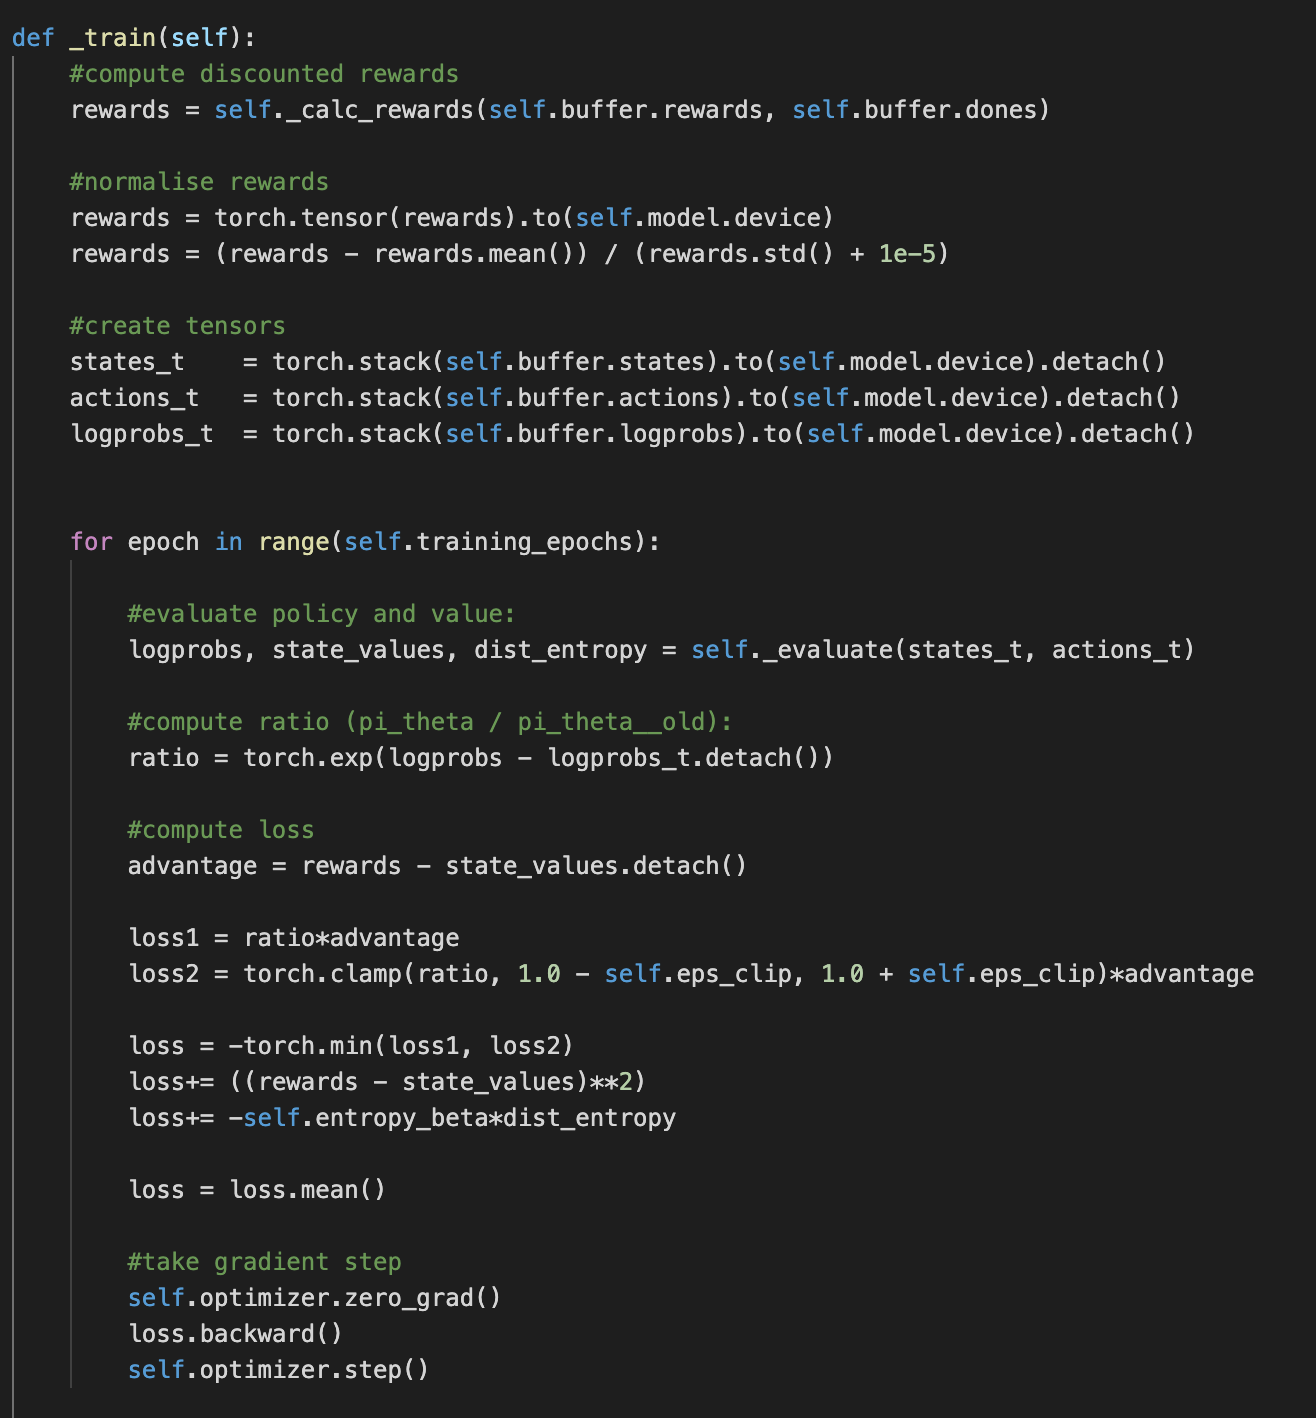 def _train(self):
#compute discounted rewards
rewards = self._calc_rewards(self.buffer.rewards, self.buffer.dones)
#normalise rewards
rewards = torch.tensor(rewards).to(self.model.device)
rewards = (rewards - rewards.mean()) / (rewards.std() + 1e-5)
#create tensors
states_t    = torch.stack(self.buffer.states).to(self.model.device).detach()
actions_t   = torch.stack(self.buffer.actions).to(self.model.device).detach()
logprobs_t  = torch.stack(self.buffer.logprobs).to(self.model.device).detach()
for epoch in range(self.training_epochs):
#evaluate policy and value:
logprobs, state_values, dist_entropy = self._evaluate(states_t, actions_t)
#compute ratio (pi_theta / pi_theta__old):
ratio = torch.exp(logprobs - logprobs_t.detach())
#compute loss
advantage = rewards - state_values.detach()
loss1 = ratio*advantage
loss2 = torch.clamp(ratio, 1.0 - self.eps_clip, 1.0 + self.eps_clip)*advantage
loss = -torch.min(loss1, loss2)
loss+= ((rewards - state_values)**2)
loss+= -self.entropy_beta*dist_entropy
loss = loss.mean()
#take gradient step
self.optimizer.zero_grad()
loss.backward()
self.optimizer.step()